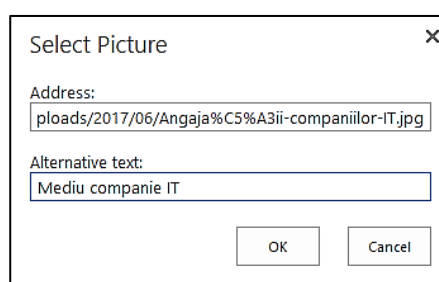 Select Picture
Address:
ploads/2017/06/Angaja%C5%A3ii-companiilor-IT.jpg
Alternative text:
Mediu companie IT
OK Cancel